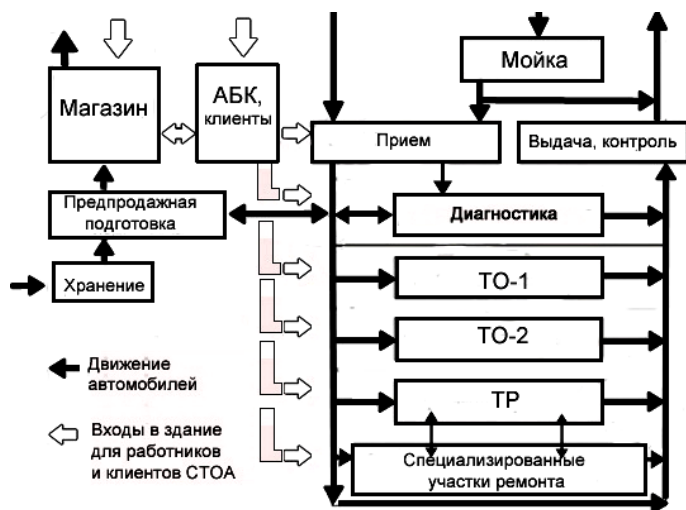 Мойка
Магазин
АБК,
клиенты
Прием
Выдача, контроль
Предпродажная
подготовка
Диагностика
Хранение
ТО-1
ТО-2
Движение
автомобилей
ТР
Входы в здание
для работников
и клиентов СТОА
Специализированные
участки ремонта